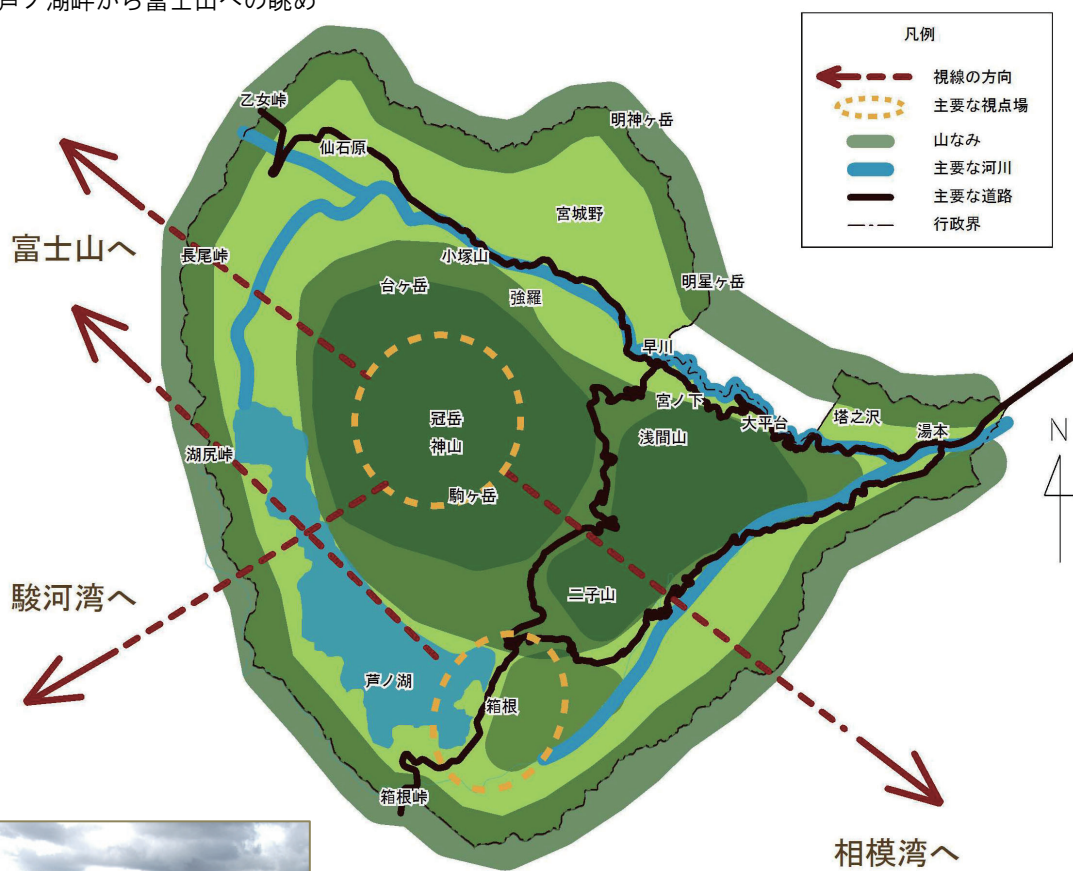 芦ノ湖畔から富士山への眺め
凡例
視線の方向
主要な視点場
山なみ
主要な河川
主要な道路
行政界
乙女峠
明神ヶ岳
仙石原
宮城野
富士山へ
長尾峠
小塚山
台ヶ岳
強羅
明星ヶ岳
早川
宮ノ下
冠岳
神山
浅間山
大平台
塔之沢
湯本
N
湖尻峠
駒ヶ岳
駿河湾へ
二子山
芦ノ湖
箱根
箱根峠
相模湾へ